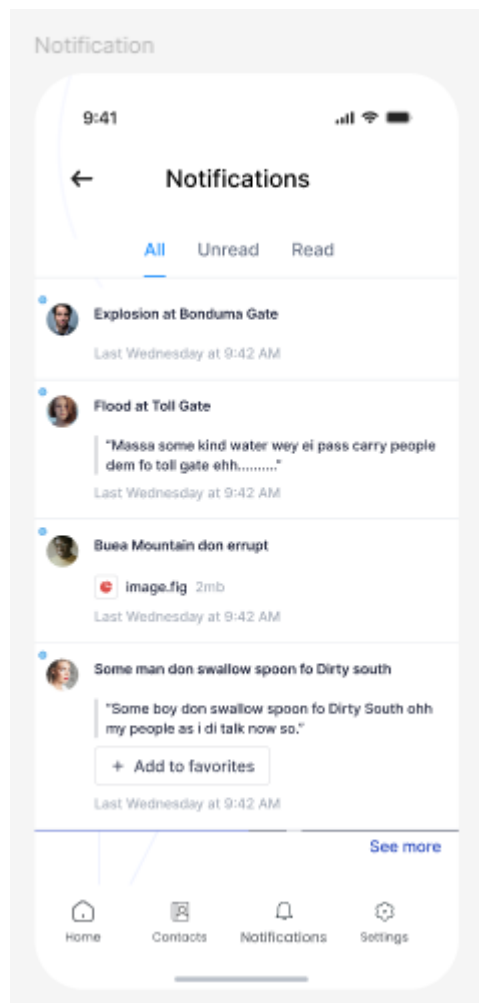 Notification
9:41
Notifications
All Unread Read
Explosion at Bonduma Gate
Last Wednesday at 9:42 AM
Flood at Toll Gate
"Massa some kind water wey ei pass carry people
dem fo toll gate ehh........."
Last Wednesday at 9:42 AM
Buea Mountain don errupt
image.fig 2mb
Last Wednesday at 9:42 AM
Some man don swallow spoon fo Dirty south
"Some boy don swallow spoon fo Dirty South ohh
my people as i di talk now so."
+ Add to favorites
Last Wednesday at 9:42 AM
See more
Home Contacts Notifications Settings